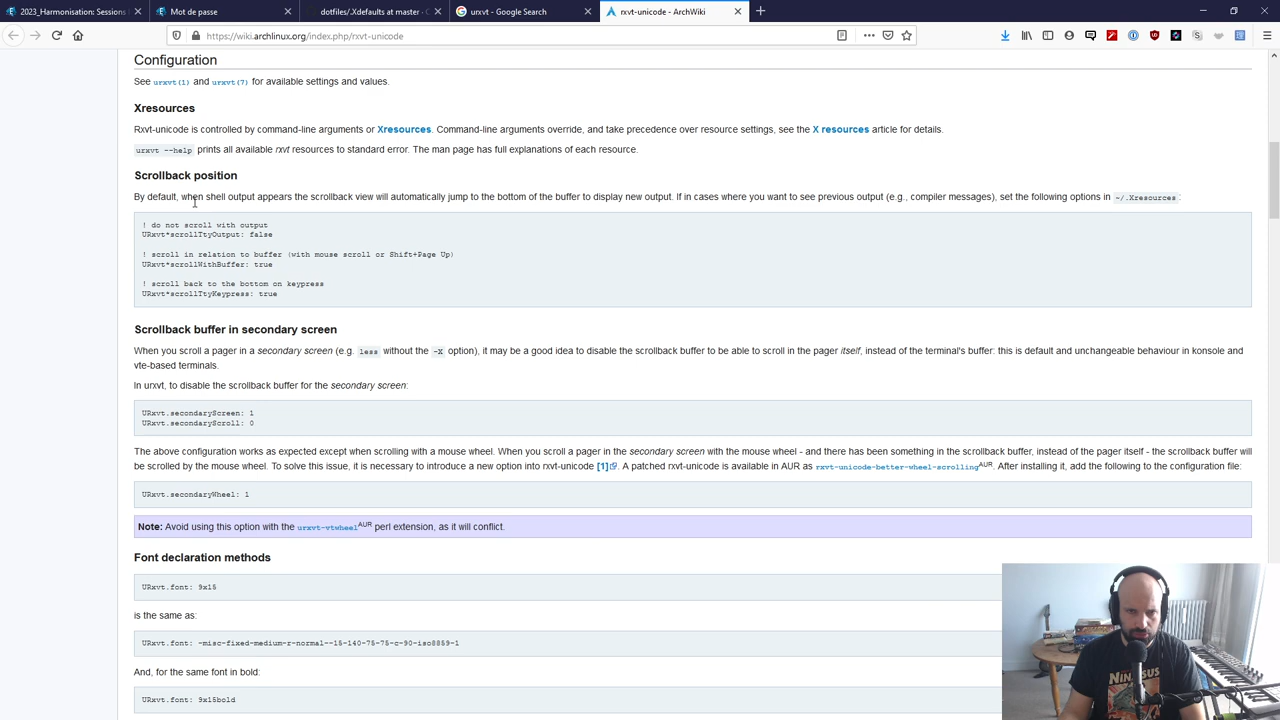 2023_Harmonisation: Sessions
Mot de passe
dotfiles/.Xdefaults at master ·
urxvt - Google Search
rxvt-unicode - ArchWiki
https://wiki.archlinux.org/index.php/rxvt-unicode
Configuration
See urxvt(1) and urxvt(7) for available settings and values.
Xresources
Rxvt-unicode is controlled by command-line arguments or Xresources. Command-line arguments override, and take precedence over resource settings, see the X resources article for details.
urxvt --help prints all available rxvt resources to standard error. The man page has full explanations of each resource.
Scrollback position
By default, when shell output appears the scrollback view will automatically jump to the bottom of the buffer to display new output. If in cases where you want to see previous output (e.g., compiler messages), set the following options in ~/.Xresources:
! do not scroll with output
URxvt*scrollTtyOutput: false
! scroll in relation to buffer (with mouse scroll or Shift+Page Up)
URxvt*scrollWithBuffer: true
! scroll back to the bottom on keypress
URxvt*scrollTtyKeypress: true
Scrollback buffer in secondary screen
When you scroll a pager in a secondary screen (e.g. less without the -X option), it may be a good idea to disable the scrollback buffer to be able to scroll in the pager itself, instead of the terminal's buffer: this is default and unchangeable behaviour in konsole and
vte-based terminals.
In urxvt, to disable the scrollback buffer for the secondary screen:
URxvt.secondaryScreen: 1
URxvt.secondaryScroll: 0
The above configuration works as expected except when scrolling with a mouse wheel. When you scroll a pager in the secondary screen with the mouse wheel - and there has been something in the scrollback buffer, instead of the pager itself - the scrollback buffer will
be scrolled by the mouse wheel. To solve this issue, it is necessary to introduce a new option into rxvt-unicode [1]. A patched rxvt-unicode is available in AUR as rxvt-unicode-better-wheel-scrollingAUR. After installing it, add the following to the configuration file:
URxvt.secondaryWheel: 1
Note: Avoid using this option with the urxvt-vtwheelAUR perl extension, as it will conflict.
Font declaration methods
URxvt.font: 9x15
is the same as:
URxvt.font: -misc-fixed-medium-r-normal--15-140-75-75-c-90-iso8859-1
And, for the same font in bold:
URxvt.font: 9x15bold